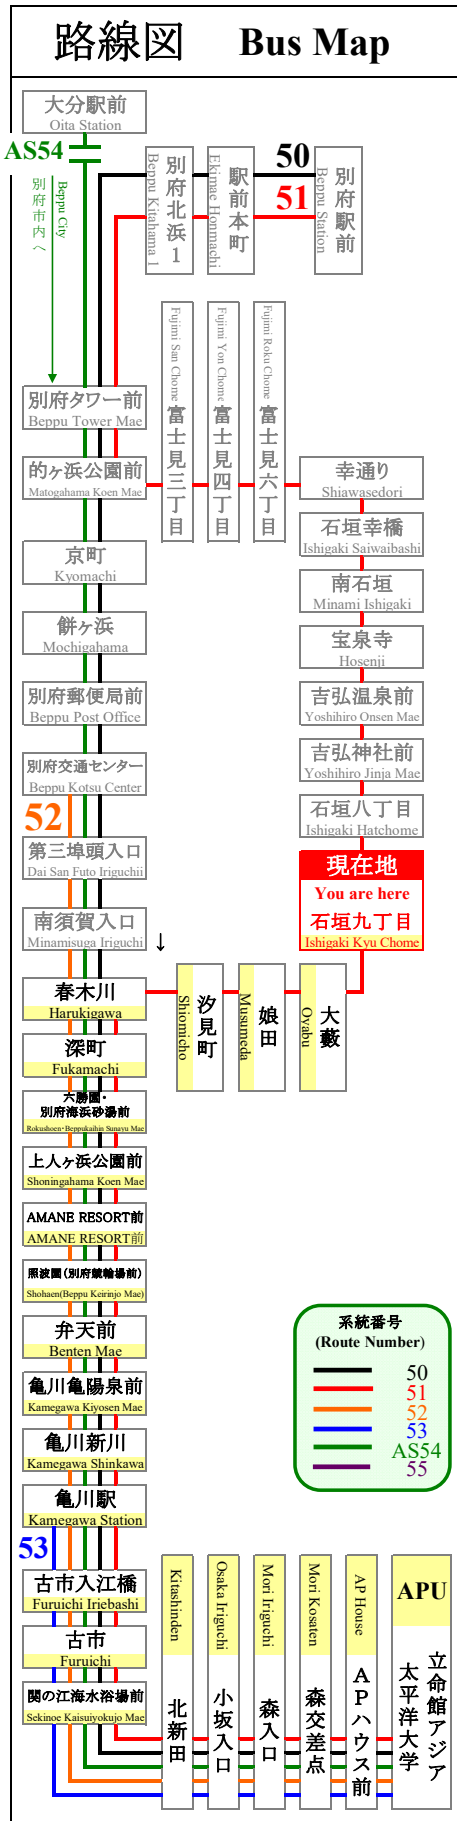 路線図 Bus Map
大分駅前
Oita Station
AS54
Beppu City
別府市内へ
50
51
別府北浜1
Beppu Kitahama 1
駅前本町
Ekimae Honmachi
別府駅前
Beppu Station
別府タワー前
Beppu Tower Mae
的ヶ浜公園前
Matogahama Koen Mae
Fujimi San Chome
富士見三丁目
Fujimi Yon Chome
富士見四丁目
Fujimi Roku Chome
富士見六丁目
幸通り
Shiawasedori
石垣幸橋
Ishigaki Saiwaibashi
南石垣
Minami Ishigaki
宝泉寺
Hosenji
吉弘温泉前
Yoshihiro Onsen Mae
吉弘神社前
Yoshihiro Jinja Mae
石垣八丁目
Ishigaki Hatchome
現在地
You are here
石垣九丁目
Ishigaki Kyu Chome
京町
Kyomachi
餅ヶ浜
Mochigahama
別府郵便局前
Beppu Post Office
別府交通センター
Beppu Kotsu Center
52
第三埠頭入口
Dai San Futo Iriguchii
南須賀入口
Minamisuga Iriguchi
↓
春木川
Harukigawa
汐見町
Shiomicho
娘田
Musumeda
大藪
Oyabu
深町
Fukamachi
六勝園・
別府海浜砂湯前
Rokushoen・Beppukaihin Sunayu Mae
上人ヶ浜公園前
Shoningahama Koen Mae
AMANE RESORT前
AMANE RESORT前
照波園(別府競輪場前)
Shohaen(Beppu Keirinjo Mae)
弁天前
Benten Mae
亀川亀陽泉前
Kamegawa Kiyosen Mae
亀川新川
Kamegawa Shinkawa
亀川駅
Kamegawa Station
53
古市入江橋
Furuichi Iriebashi
古市
Furuichi
関の江海水浴場前
Sekinoe Kaisuiyokujo Mae
系統番号
(Route Number)
50
51
52
53
AS54
55
Kitashinden
北新田
Osaka Iriguchi
小坂入口
Mori Iriguchi
森入口
Mori Kosaten
森交差点
AP House
APハウス前
APU
立命館アジア
太平洋大学